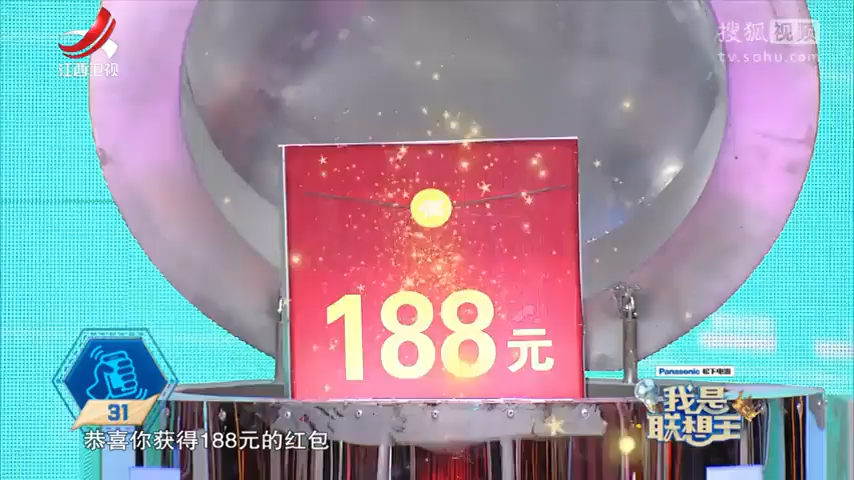 江西卫视
搜狐视频
tv.sohu.com
188元
Panasonic 松下电器
我是
联想王
31
恭喜你获得188元的红包